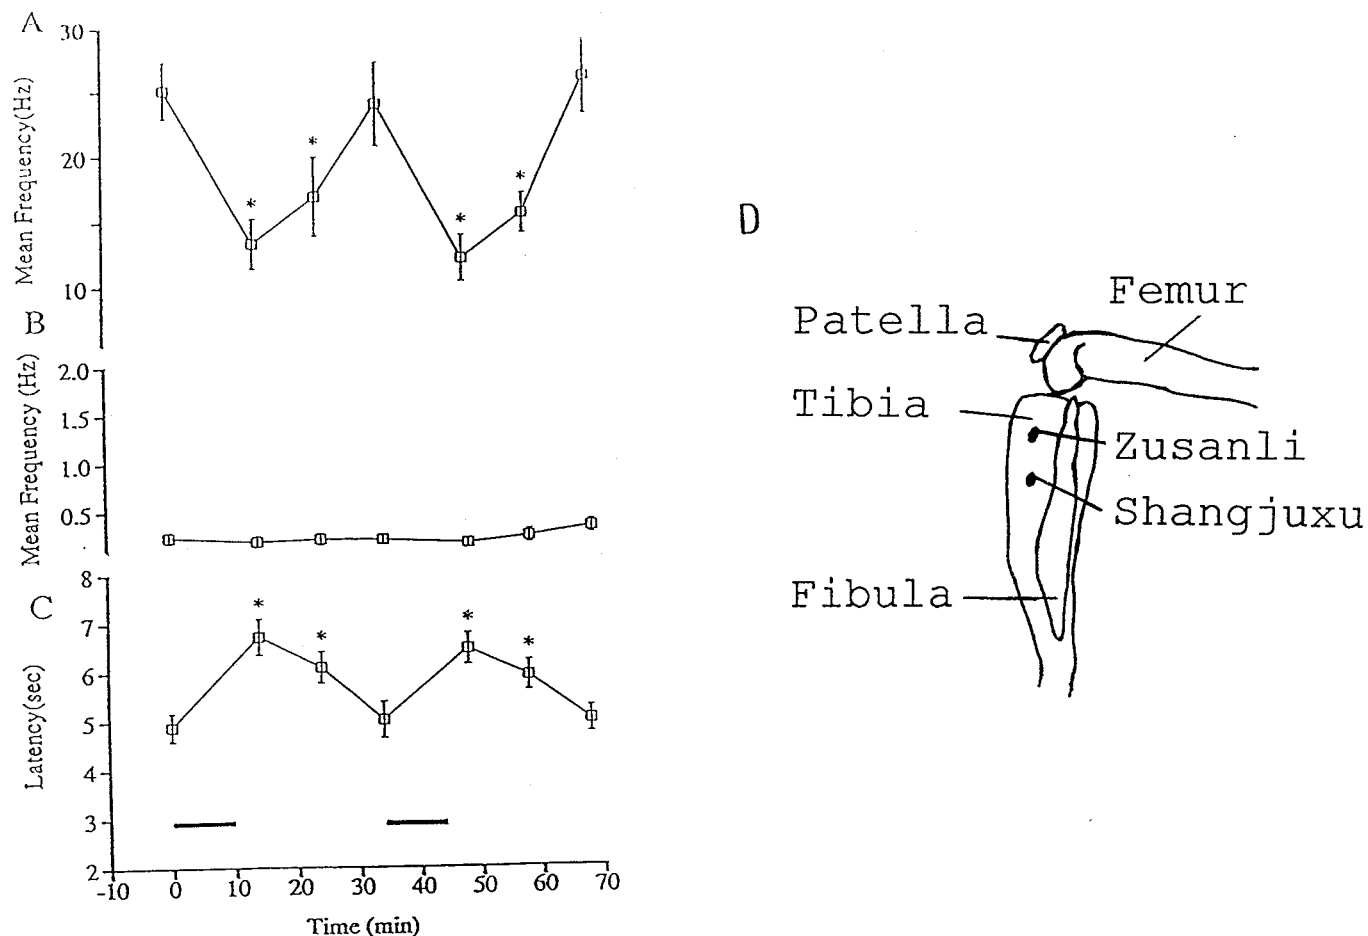 A
30
20
10
Mean Frequency(Hz)
*
*
*
*
B
2.0
1.5
1.0
0.5
Mean Frequency (Hz)
C
8
7
6
5
4
3
2
Latency(sec)
*
*
*
*
-10 0 10 20 30 40 50 60 70
Time (min)
D
Femur
Patella
Tibia
Zusanli
Shangjuxu
Fibula